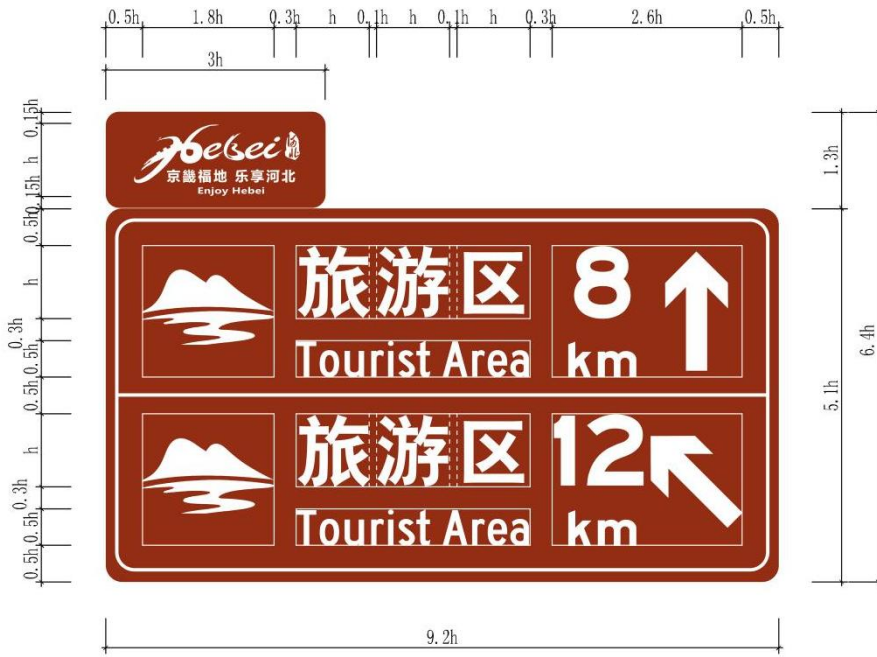 0.5h 1.8h 0.3h h 0.1h h 0.1h h 0.3h 2.6h 0.5h
3h
0.15h
h
0.15h
1.3h
Hebei 河北
京畿福地 乐享河北
Enjoy Hebei
0.5h
h
0.3h
0.5h
0.5h
h
0.3h
0.5h
0.5h
旅游区 8
Tourist Area km
旅游区 12
Tourist Area km
5.1h
6.4h
9.2h